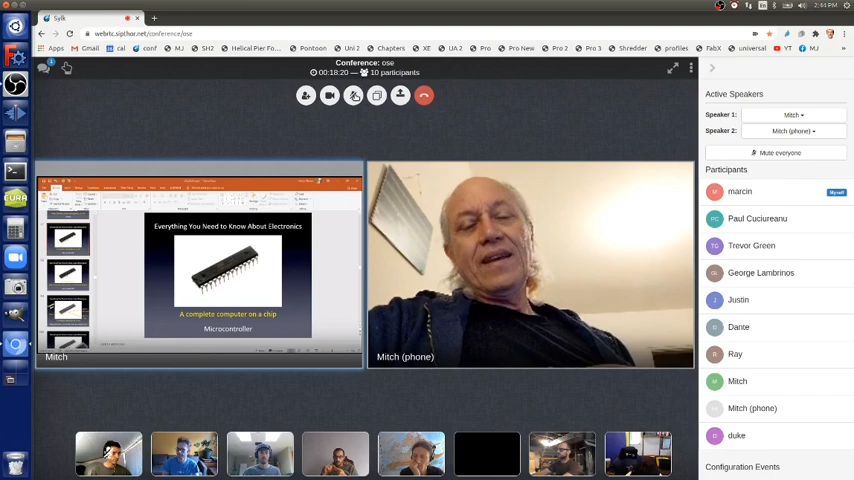 2:44 PM
Sylk
webrtc.sipthor.net/conference/ose
Apps
Gmail
cal
conf
MJ
SH2
Helical Pier Fo...
Pontoon
Uni 2
Chapters
XE
UA 2
Pro
Pro New
Pro 2
Pro 3
Shredder
profiles
FabX
universal
YT
MJ
Conference: ose
00:18:20 — 10 participants
Everything You Need to Know About Electronics
A complete computer on a chip
Microcontroller
Mitch
Mitch (phone)
Active Speakers
Speaker 1: Mitch
Speaker 2: Mitch (phone)
Mute everyone
Participants
M marcin Myself
PC Paul Cuciureanu
TG Trevor Green
GL George Lambrinos
J Justin
D Dante
R Ray
M Mitch
Mitch (phone)
D duke
Configuration Events
CURA